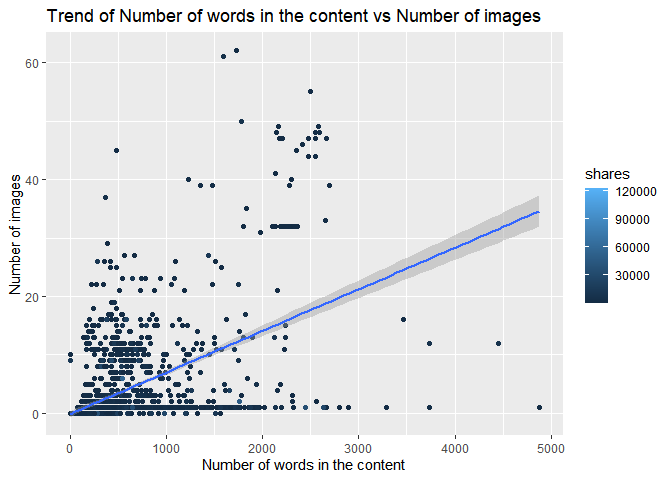 Trend of Number of words in the content vs Number of images
60
40
20
0
Number of images
0 1000 2000 3000 4000 5000
Number of words in the content
shares
120000
90000
60000
30000